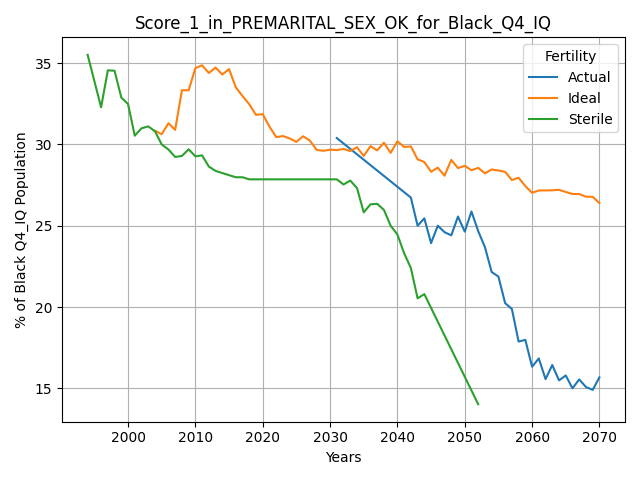 Score_1_in_PREMARITAL_SEX_OK_for_Black_Q4_IQ
Fertility
Actual
Ideal
Sterile
% of Black Q4_IQ Population
35
30
25
20
15
2000
2010
2020
2030
2040
2050
2060
2070
Years